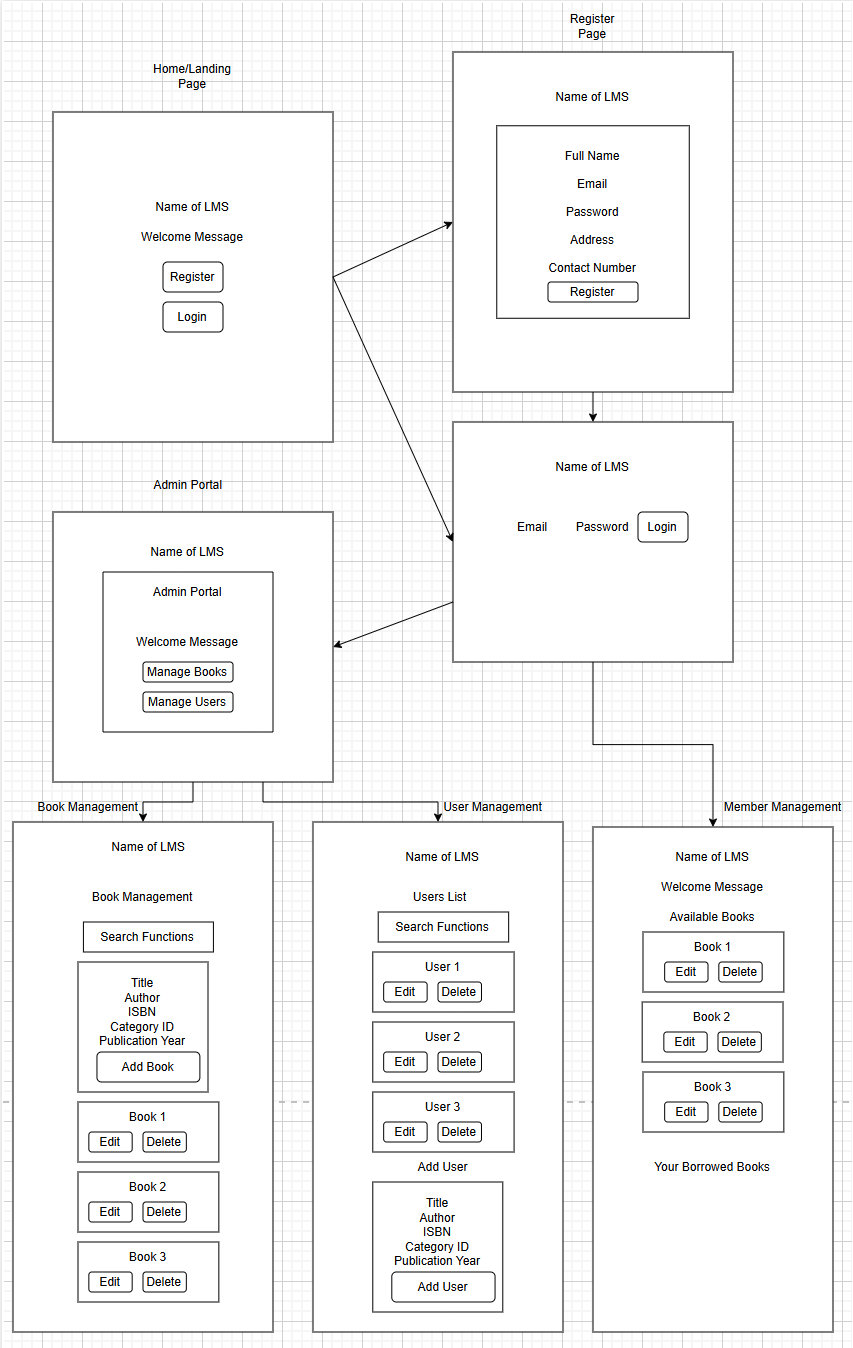 Home/Landing
Page
Name of LMS
Welcome Message
Register
Login
Register
Page
Name of LMS
Full Name
Email
Password
Address
Contact Number
Register
Name of LMS
Email Password Login
Admin Portal
Name of LMS
Admin Portal
Welcome Message
Manage Books
Manage Users
Book Management
Name of LMS
Book Management
Search Functions
Title
Author
ISBN
Category ID
Publication Year
Add Book
Book 1
Edit Delete
Book 2
Edit Delete
Book 3
Edit Delete
User Management
Name of LMS
Users List
Search Functions
User 1
Edit Delete
User 2
Edit Delete
User 3
Edit Delete
Add User
Title
Author
ISBN
Category ID
Publication Year
Add User
Member Management
Name of LMS
Welcome Message
Available Books
Book 1
Edit Delete
Book 2
Edit Delete
Book 3
Edit Delete
Your Borrowed Books